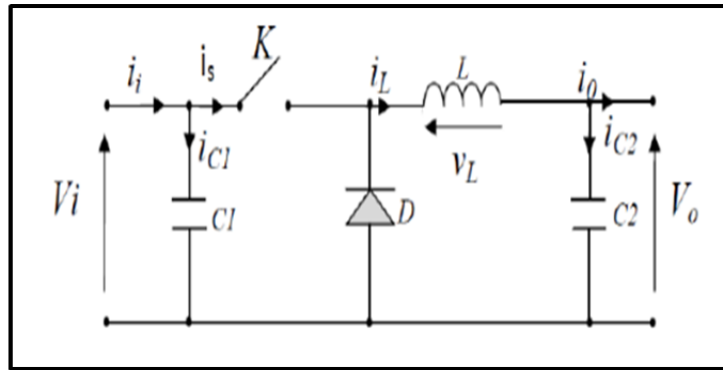 i_i i_s K i_L L i_0
i_C1 v_L i_C2
Vi C1 D C2 V_o